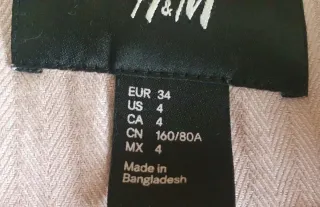 H&M
EUR 34
US 4
CA 4
CN 160/80A
MX 4
Made in
Bangladesh